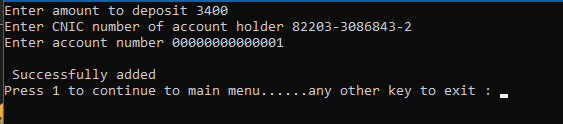 Enter amount to deposit 3400
Enter CNIC number of account holder 82203-3086843-2
Enter account number 00000000000001
Successfully added
Press 1 to continue to main menu......any other key to exit :